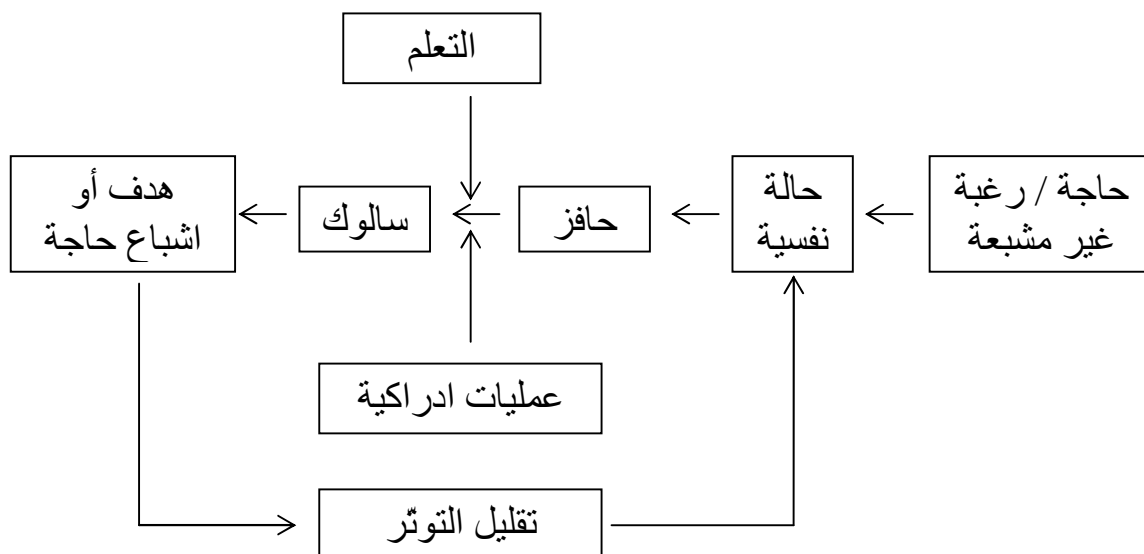 التعلم
حاجة / رغبة
غير مشبعة
حالة
نفسية
حافز
سالوك
هدف أو
اشباع حاجة
عمليات ادراكية
تقليل التوتّر